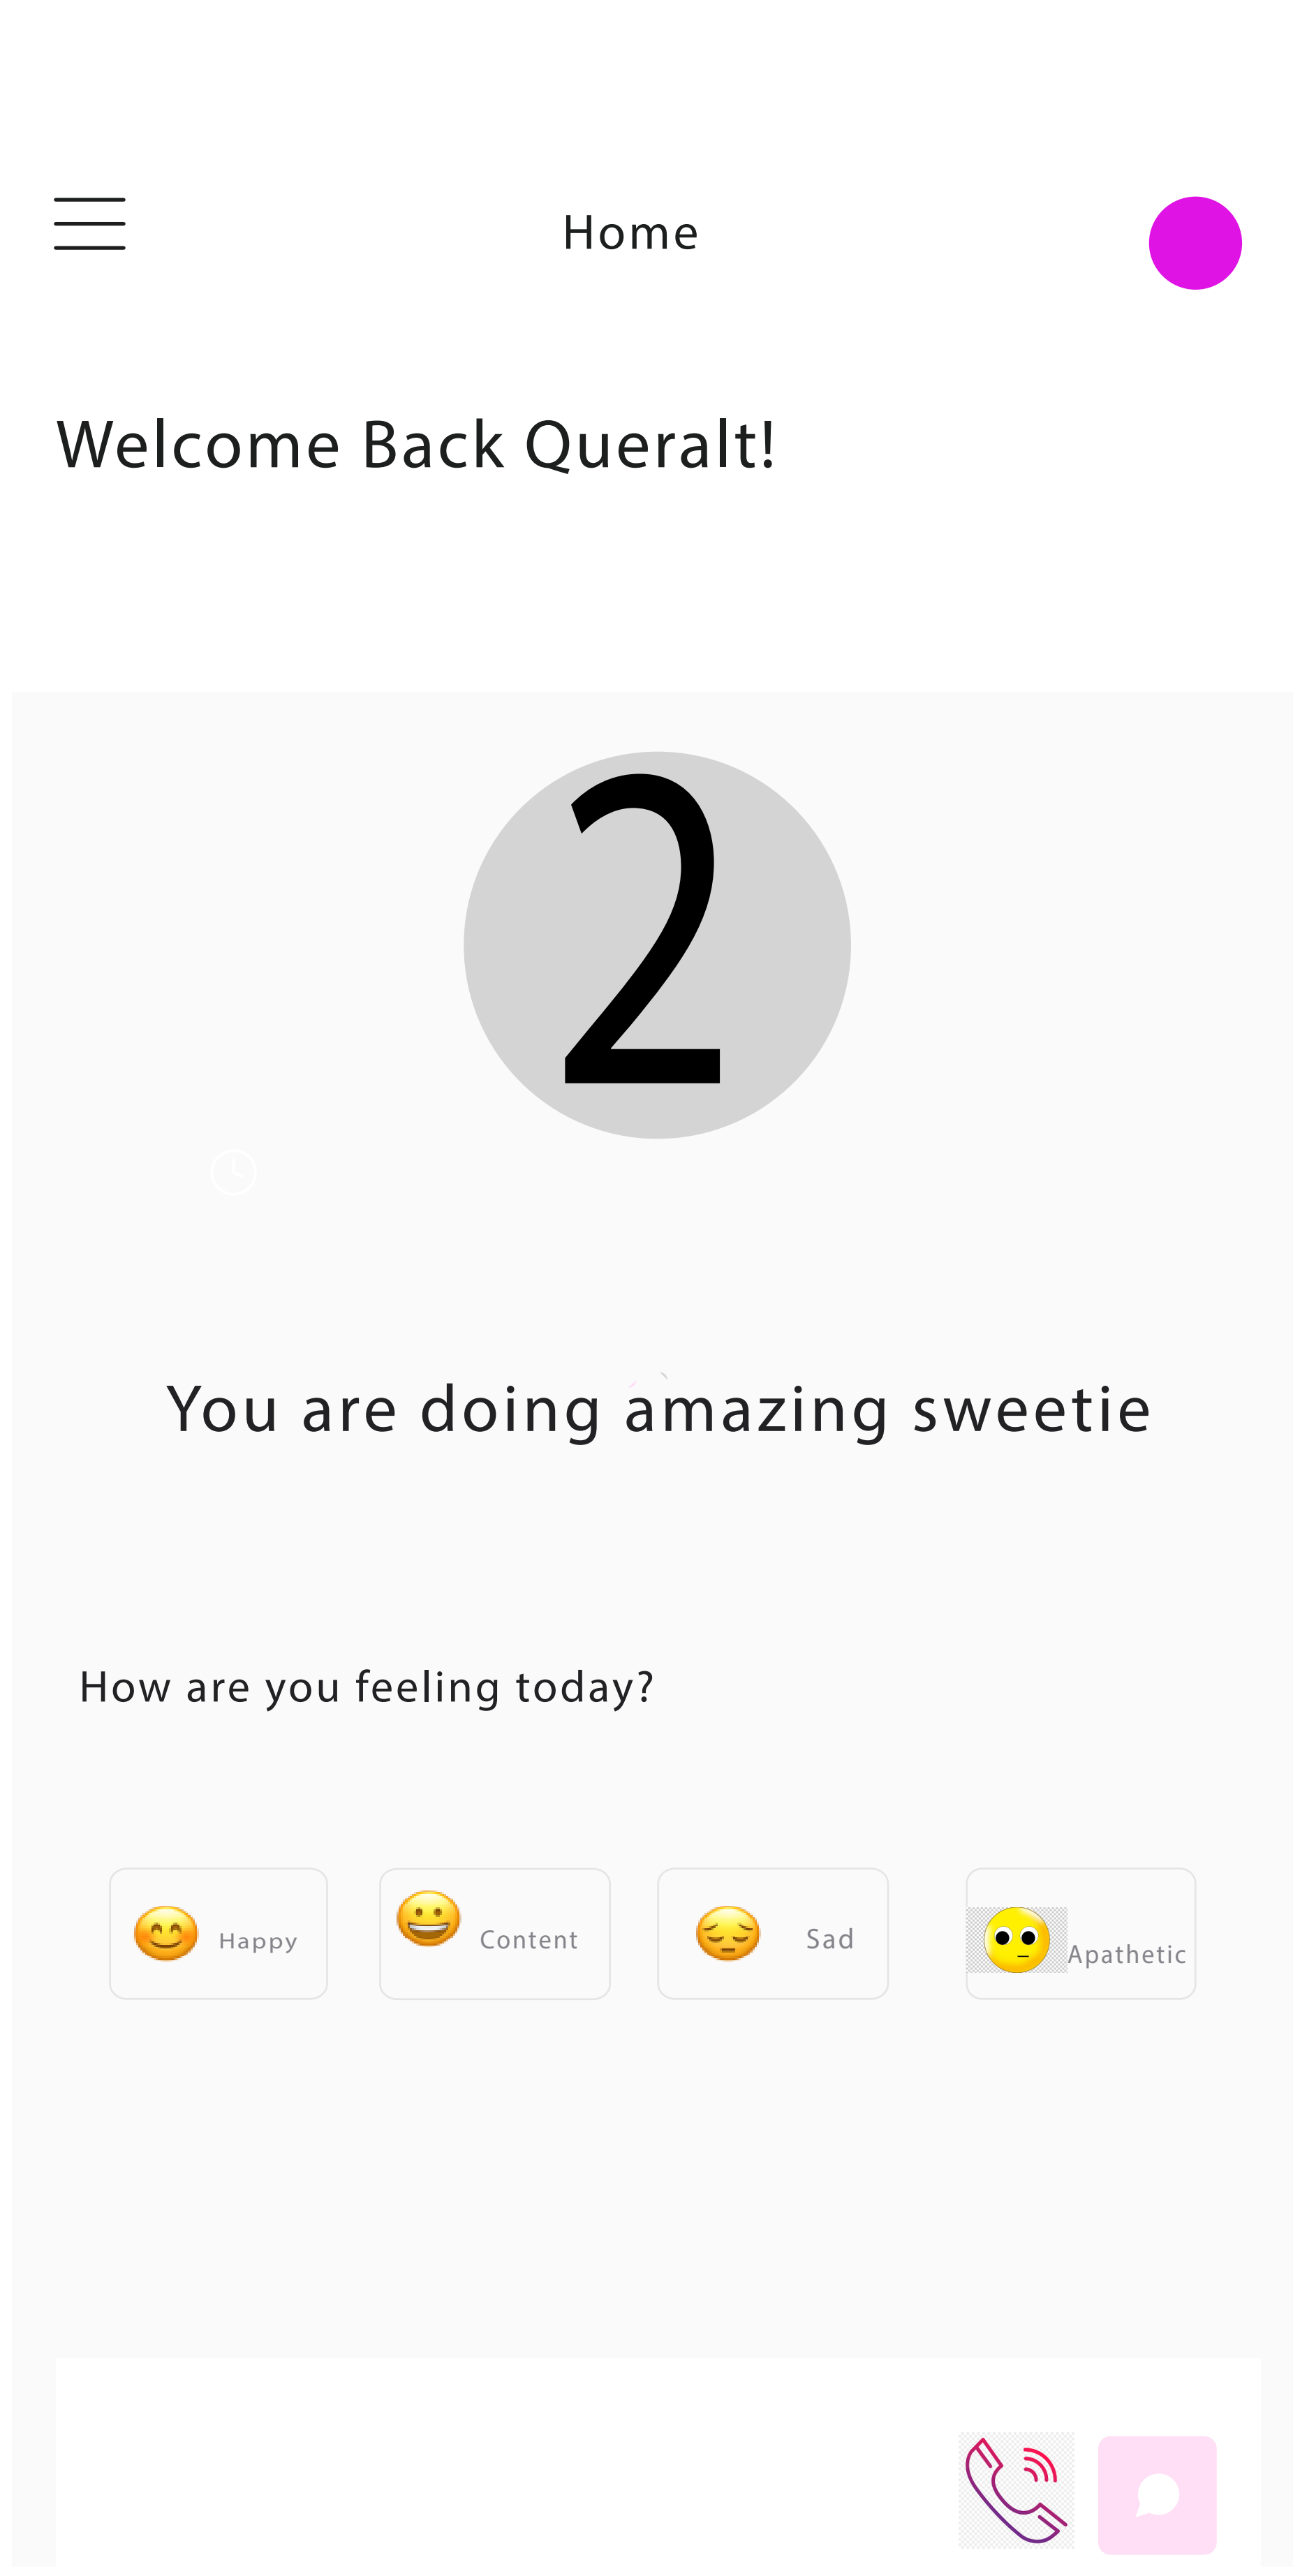 Home
Welcome Back Queralt!
2
You are doing amazing sweetie
How are you feeling today?
Happy
Content
Sad
Apathetic